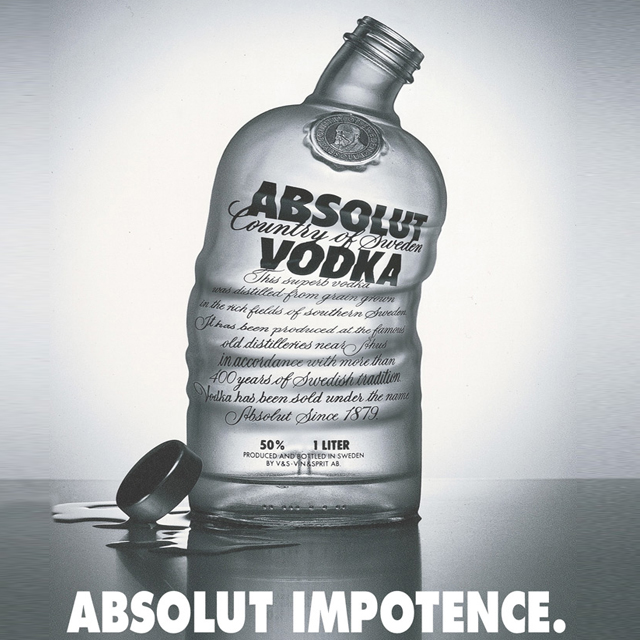 ABSOLUT
Country of Sweden
VODKA
This superb vodka
was distilled from grain grown
in the rich fields of southern Sweden.
It has been produced at the famous
old distilleries near Åhus
in accordance with more than
400 years of Swedish tradition.
Vodka has been sold under the name
Absolut Since 1879
50% 1 LITER
PRODUCED AND BOTTLED IN SWEDEN
BY V&S VIN&SPRIT AB.
ABSOLUT IMPOTENCE.